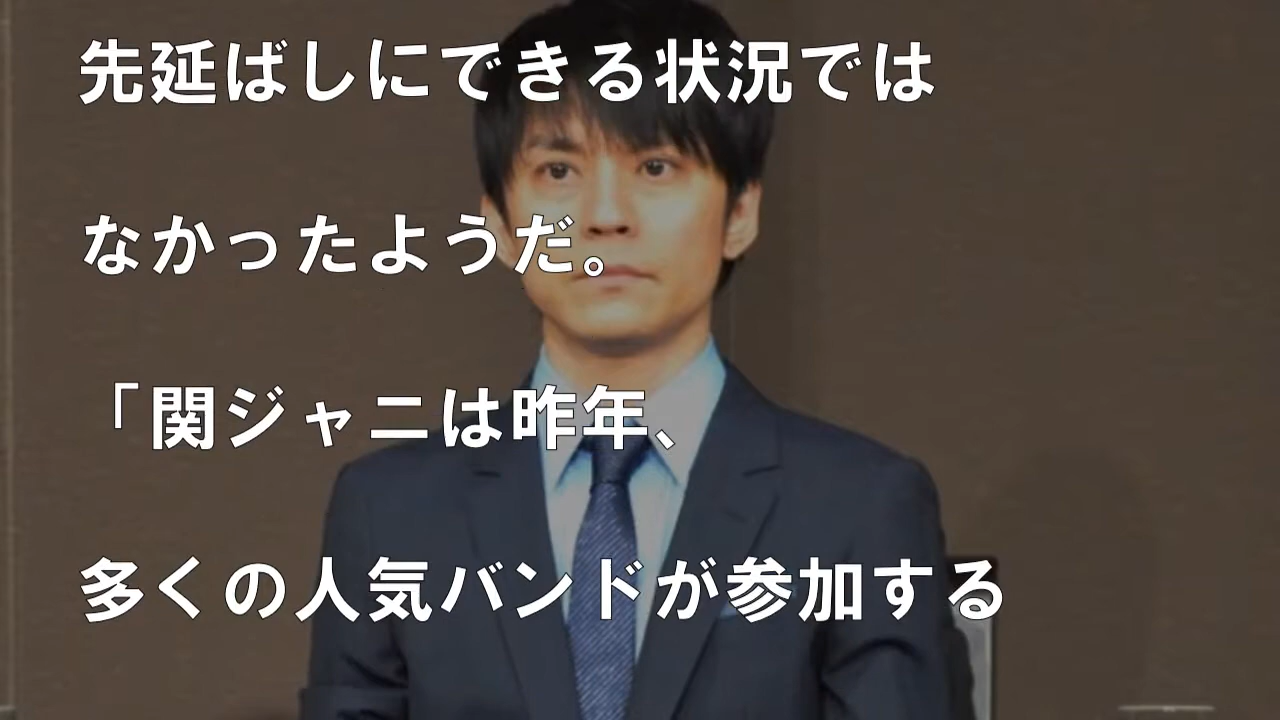 先延ばしにできる状況では
なかったようだ。
「関ジャニは昨年、
多くの人気バンドが参加する